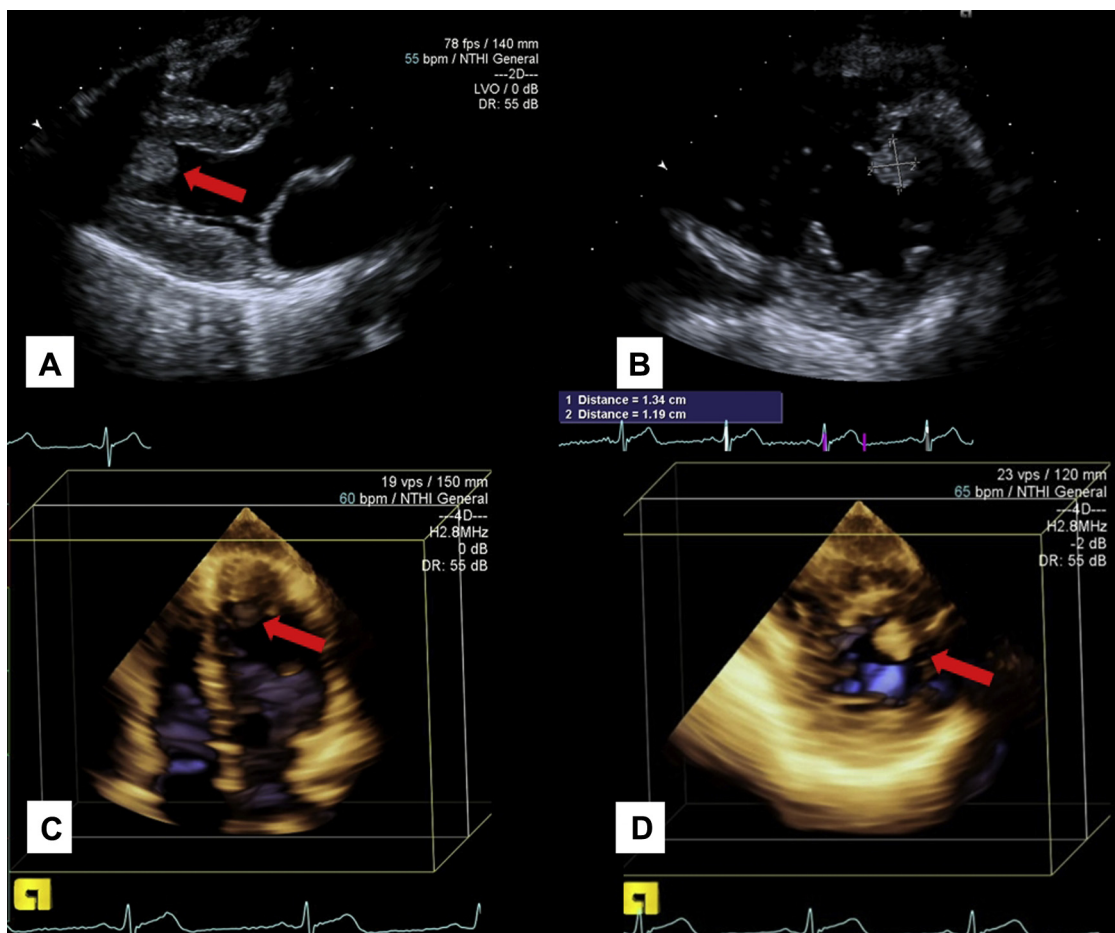 78 fps / 140 mm
55 bpm / NTHI General
---2D---
LVO / 0 dB
DR: 55 dB
A
B
1 Distance = 1.34 cm
2 Distance = 1.19 cm
19 vps / 150 mm
60 bpm / NTHI General
---4D---
H2.8MHz
0 dB
DR: 55 dB
C
23 vps / 120 mm
65 bpm / NTHI General
---4D---
H2.8MHz
-2 dB
DR: 55 dB
D